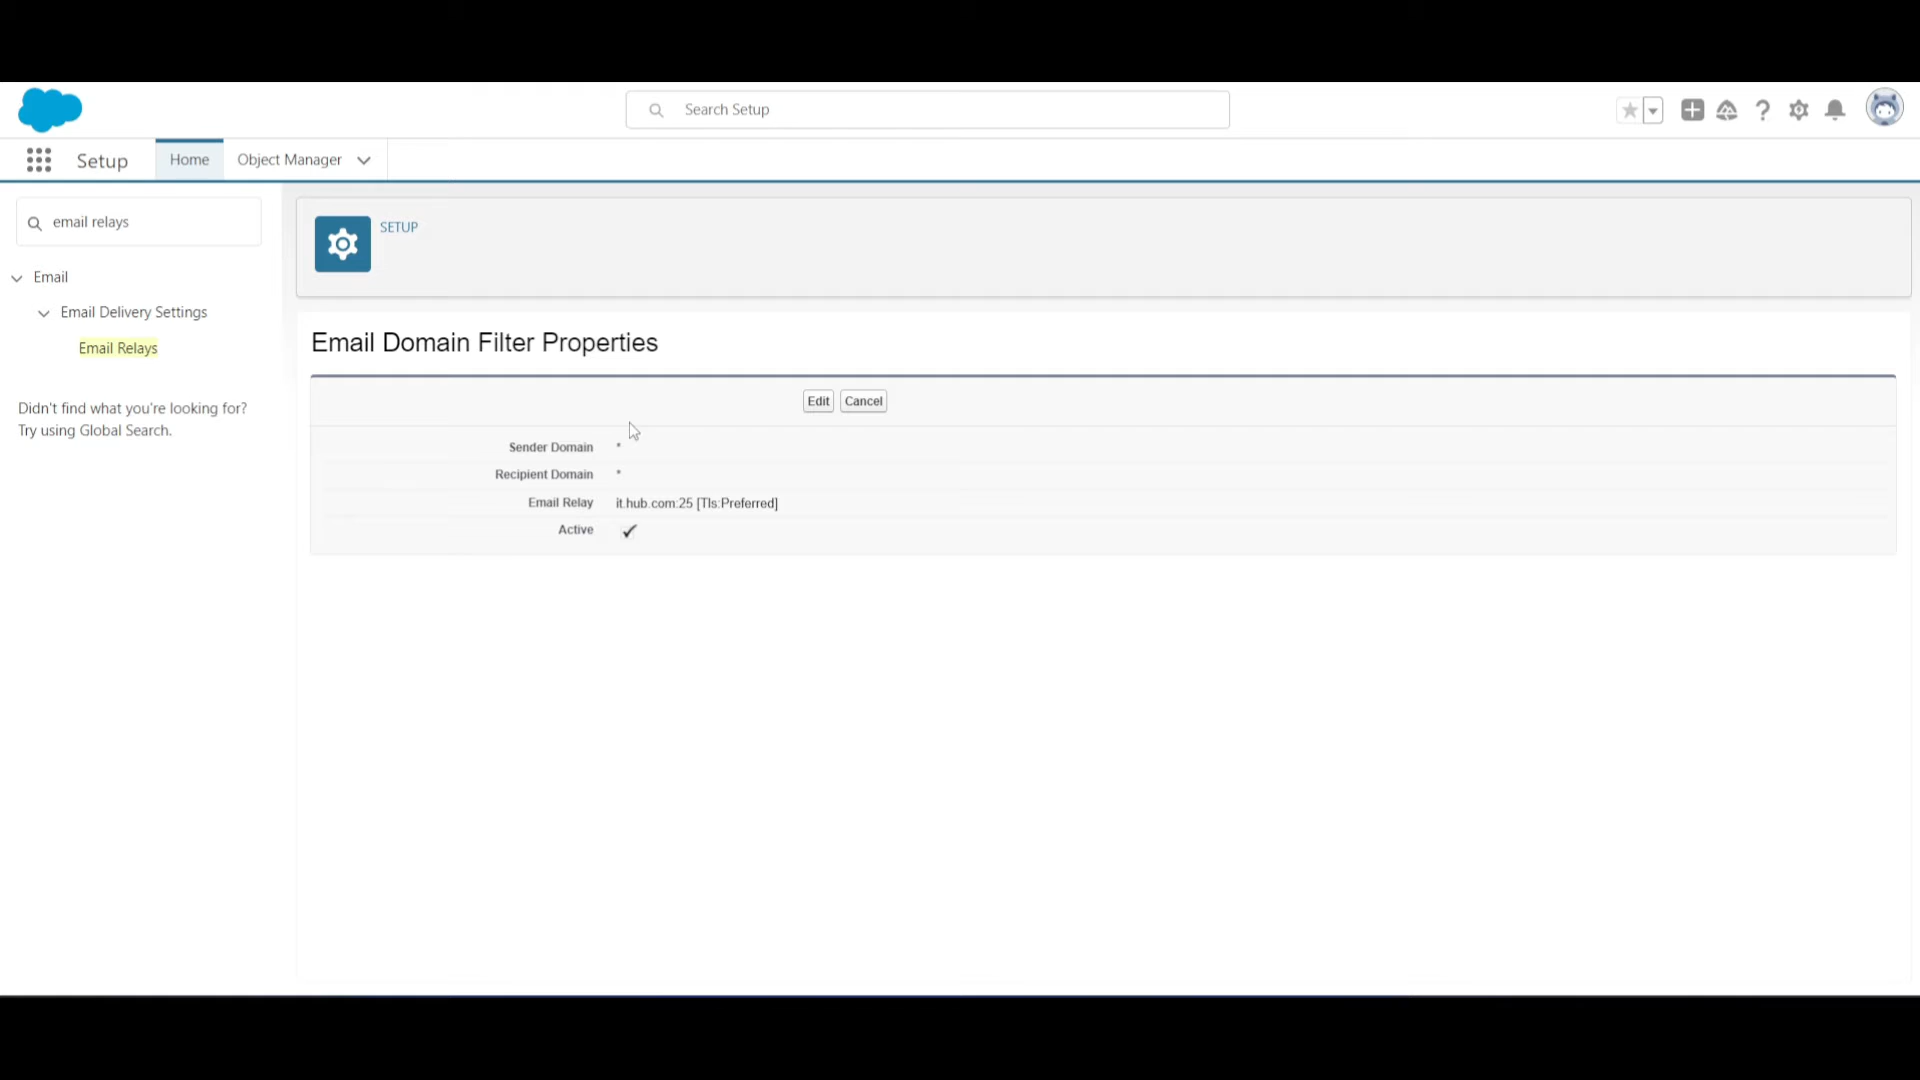 Search Setup
Setup
Home
Object Manager
email relays
Email
Email Delivery Settings
Email Relays
Didn't find what you're looking for?
Try using Global Search.
SETUP
Email Domain Filter Properties
Edit Cancel
Sender Domain *
Recipient Domain *
Email Relay it.hub.com:25 [Tls:Preferred]
Active